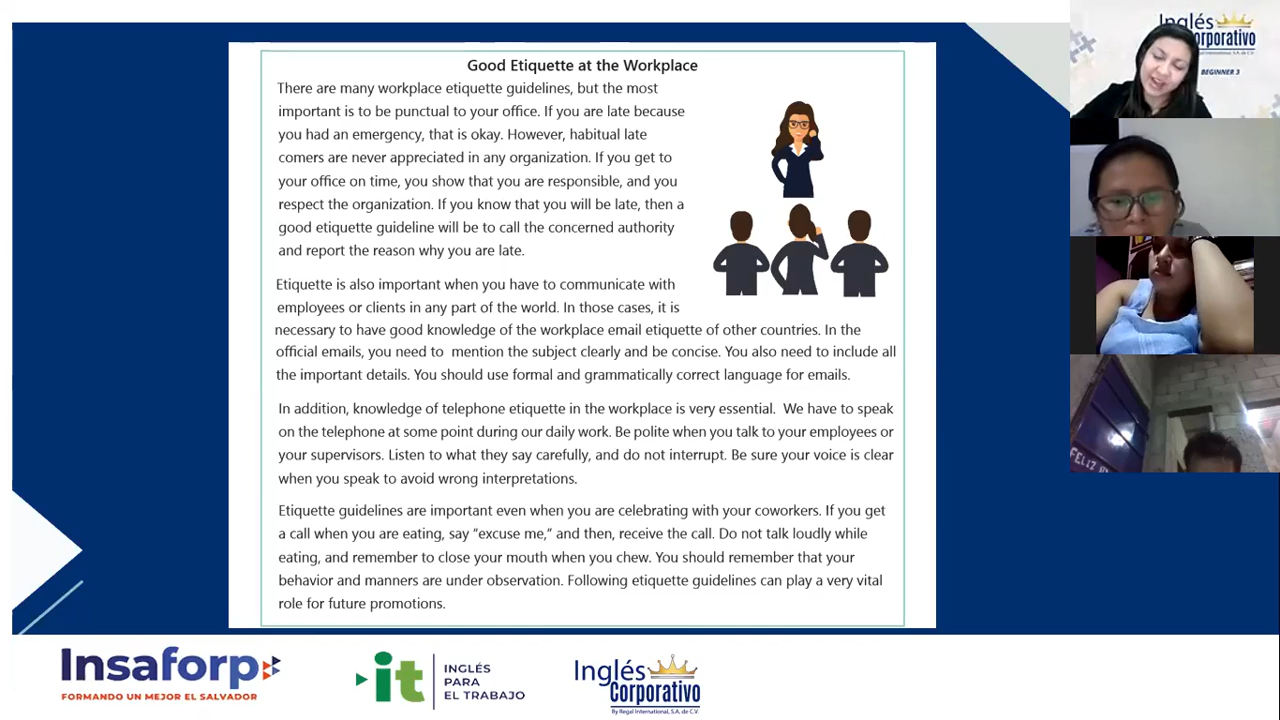 Good Etiquette at the Workplace
There are many workplace etiquette guidelines, but the most
important is to be punctual to your office. If you are late because
you had an emergency, that is okay. However, habitual late
comers are never appreciated in any organization. If you get to
your office on time, you show that you are responsible, and you
respect the organization. If you know that you will be late, then a
good etiquette guideline will be to call the concerned authority
and report the reason why you are late.
Etiquette is also important when you have to communicate with
employees or clients in any part of the world. In those cases, it is
necessary to have good knowledge of the workplace email etiquette of other countries. In the
official emails, you need to mention the subject clearly and be concise. You also need to include all
the important details. You should use formal and grammatically correct language for emails.
In addition, knowledge of telephone etiquette in the workplace is very essential. We have to speak
on the telephone at some point during our daily work. Be polite when you talk to your employees or
your supervisors. Listen to what they say carefully, and do not interrupt. Be sure your voice is clear
when you speak to avoid wrong interpretations.
Etiquette guidelines are important even when you are celebrating with your coworkers. If you get
a call when you are eating, say “excuse me,” and then, receive the call. Do not talk loudly while
eating, and remember to close your mouth when you chew. You should remember that your
behavior and manners are under observation. Following etiquette guidelines can play a very vital
role for future promotions.
Inglés
orporativo
BEGINNER 3
FELIZ
Insaforp
FORMANDO UN MEJOR EL SALVADOR
it
INGLÉS
PARA
EL TRABAJO
Inglés
Corporativo
By Regal International, S.A. de C.V.